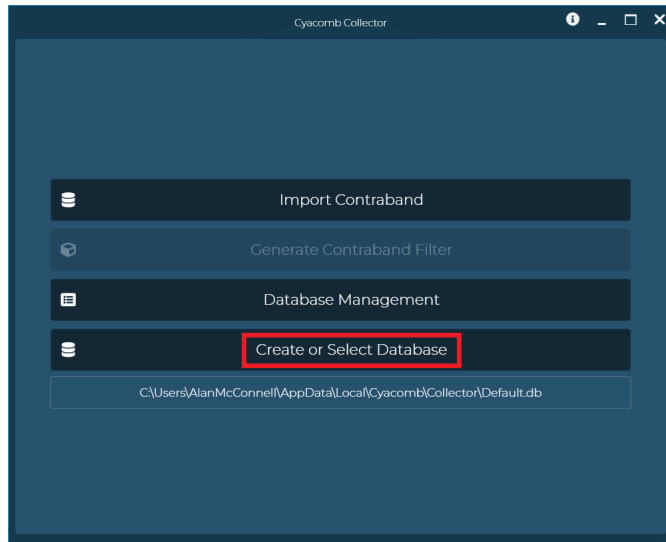 Cyacomb Collector
Import Contraband
Generate Contraband Filter
Database Management
Create or Select Database
C:\Users\AlanMcConnell\AppData\Local\Cyacomb\Collector\Default.db